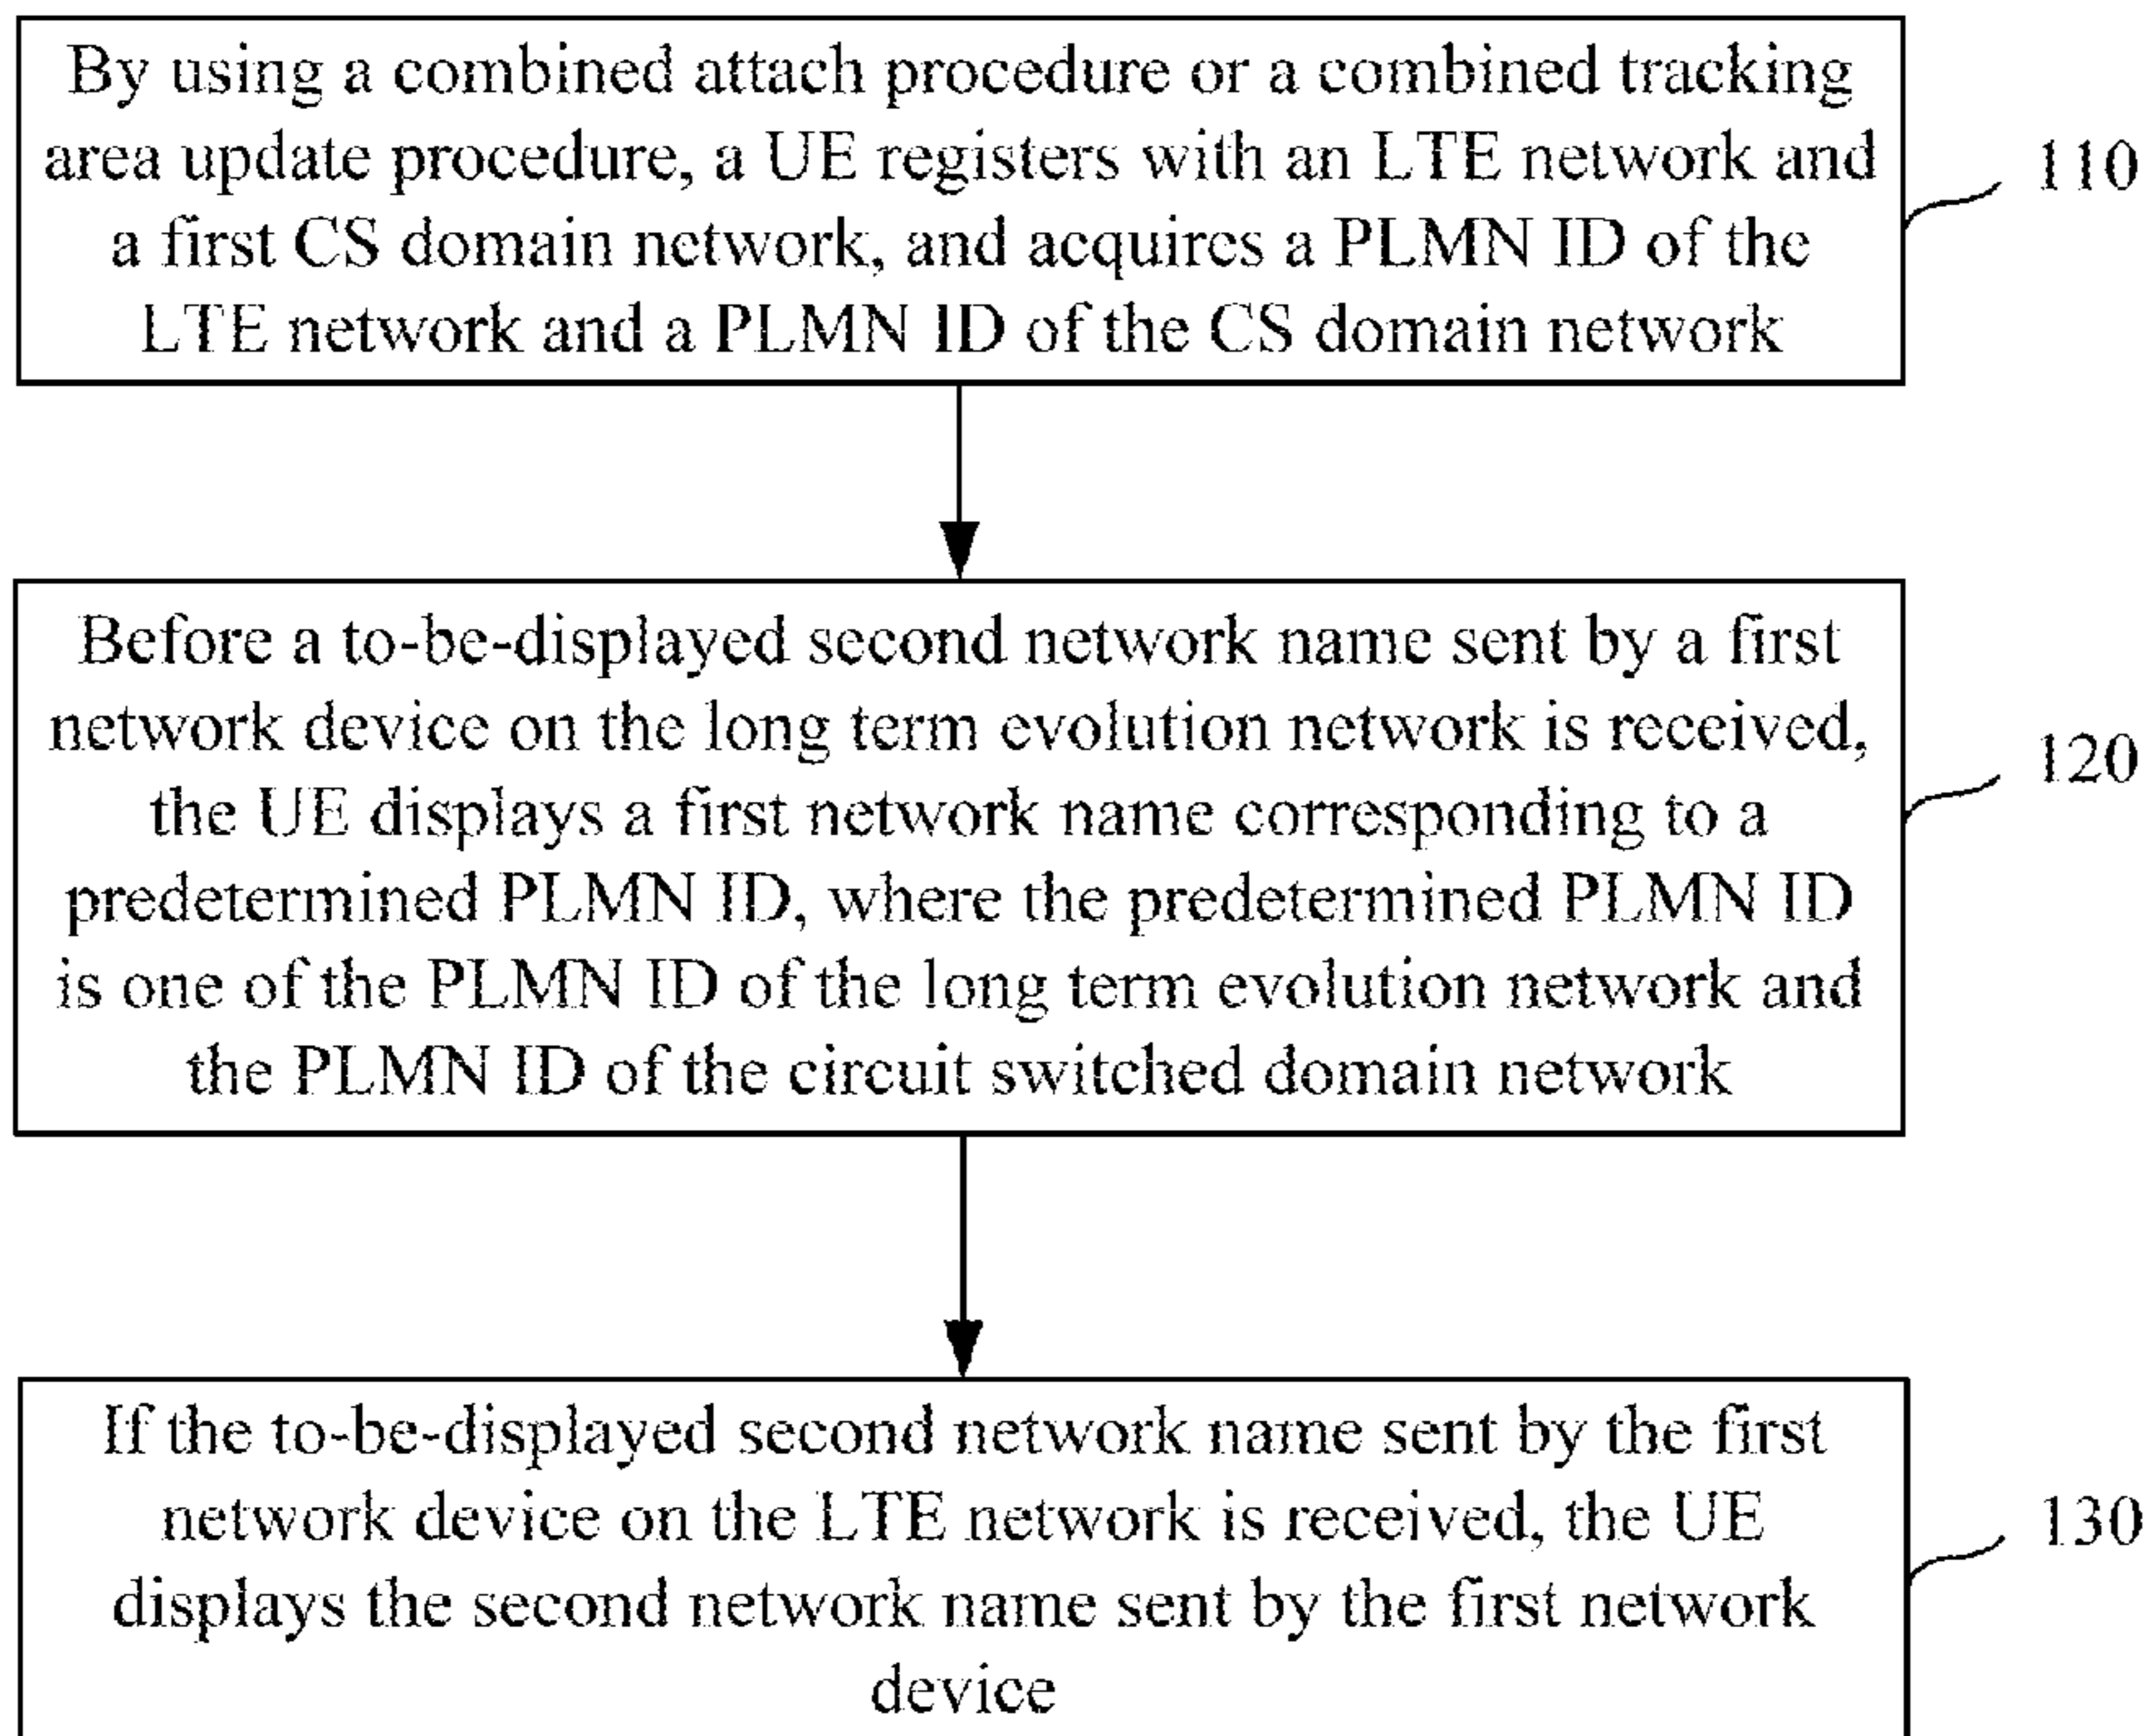 By using a combined attach procedure or a combined tracking
area update procedure, a UE registers with an LTE network and
a first CS domain network, and acquires a PLMN ID of the
LTE network and a PLMN ID of the CS domain network
110
Before a to-be-displayed second network name sent by a first
network device on the long term evolution network is received,
the UE displays a first network name corresponding to a
predetermined PLMN ID, where the predetermined PLMN ID
is one of the PLMN ID of the long term evolution network and
the PLMN ID of the circuit switched domain network
120
If the to-be-displayed second network name sent by the first
network device on the LTE network is received, the UE
displays the second network name sent by the first network
device
130